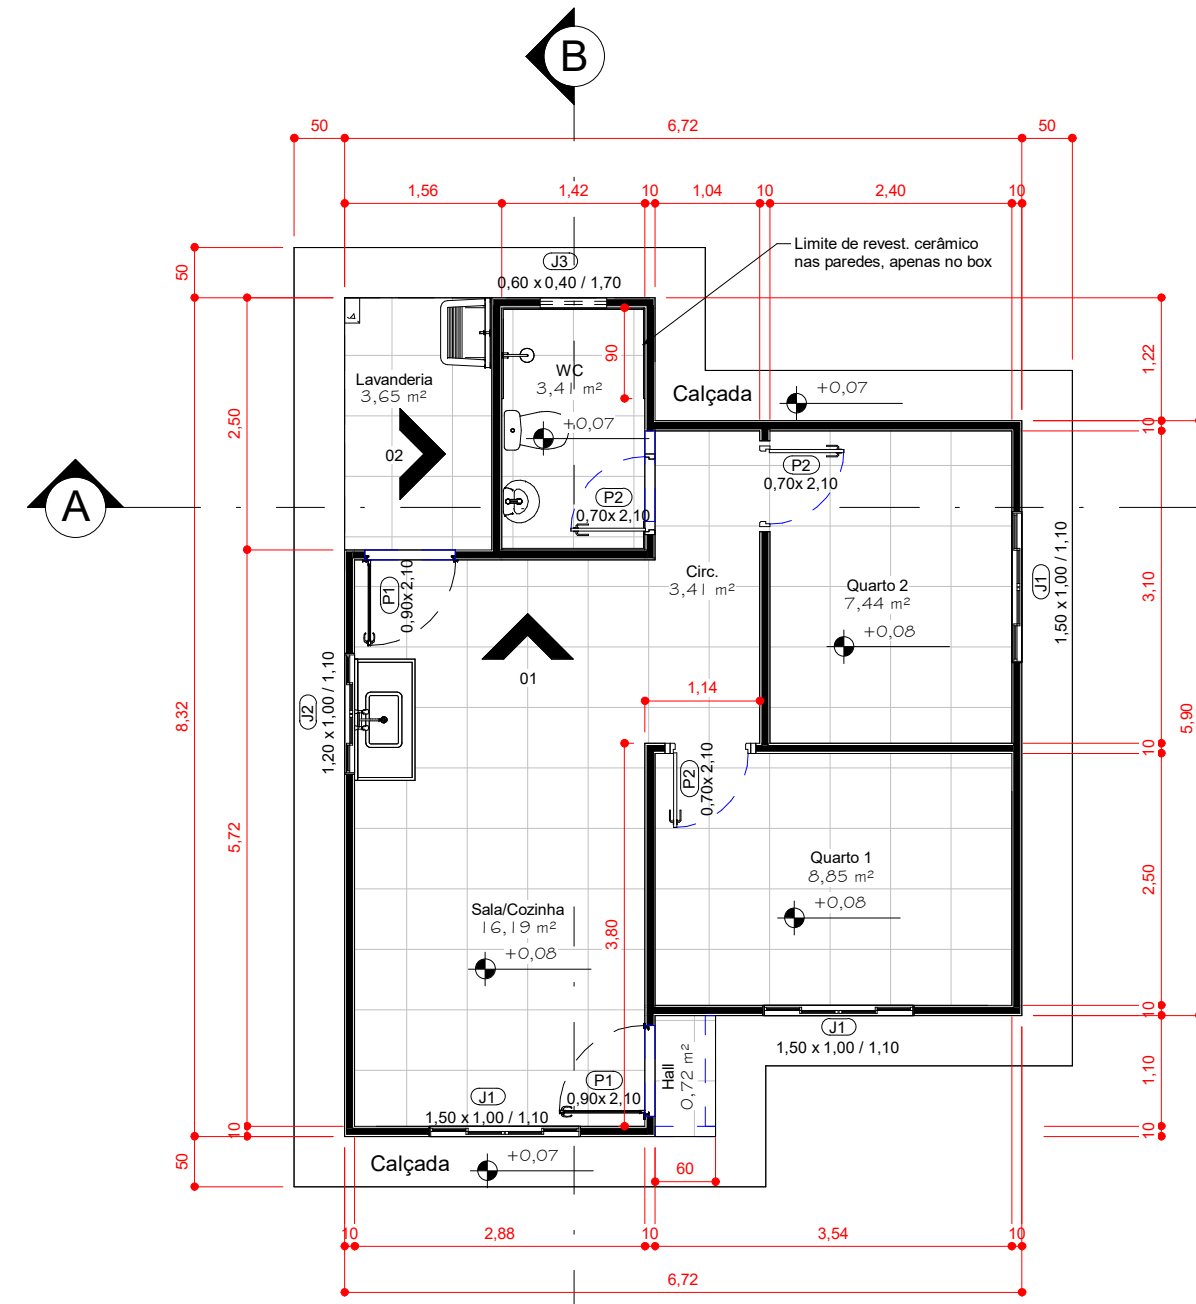 B
50
6,72
50
1,56
1,42
10
1,04
10
2,40
10
Limite de revest. cerâmico
nas paredes, apenas no box
50
J3
0,60 x 0,40 / 1,70
90
1,22
Lavanderia
3,65 m²
WC
3,41 m²
+0,07
Calçada
+0,07
10
2,50
02
P2
0,70x 2,10
P2
0,70x 2,10
A
P1
0,90x 2,10
Circ.
3,41 m²
Quarto 2
7,44 m²
+0,08
J1
1,50 x 1,00 / 1,10
3,10
01
J2
1,20 x 1,00 / 1,10
8,32
1,14
5,90
10
P2
0,70x 2,10
5,72
Quarto 1
8,85 m²
+0,08
2,50
Sala/Cozinha
16,19 m²
+0,08
3,80
10
J1
1,50 x 1,00 / 1,10
Hall
0,72 m²
1,10
P1
0,90x 2,10
J1
1,50 x 1,00 / 1,10
10
10
50
Calçada
+0,07
60
10
2,88
10
3,54
10
6,72